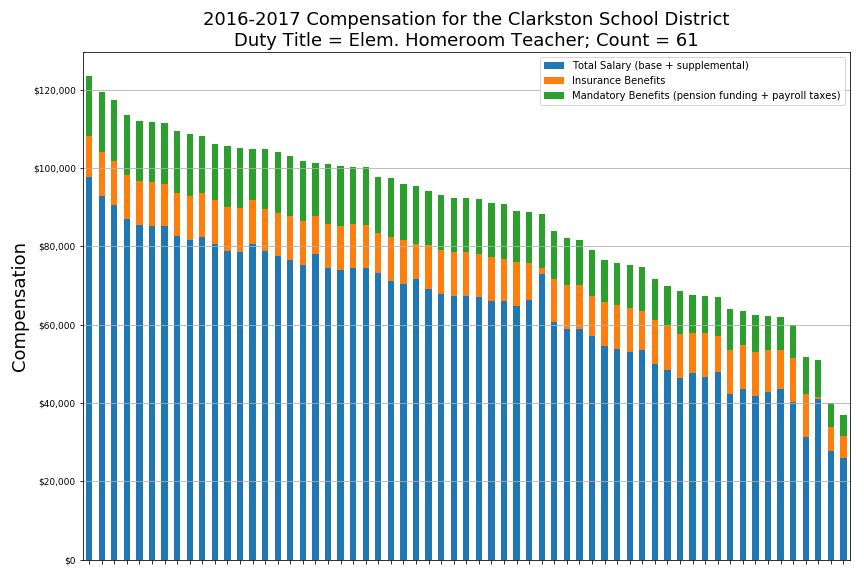 2016-2017 Compensation for the Clarkston School District
Duty Title = Elem. Homeroom Teacher; Count = 61
Total Salary (base + supplemental)
Insurance Benefits
Mandatory Benefits (pension funding + payroll taxes)
Compensation
$120,000
$100,000
$80,000
$60,000
$40,000
$20,000
$0